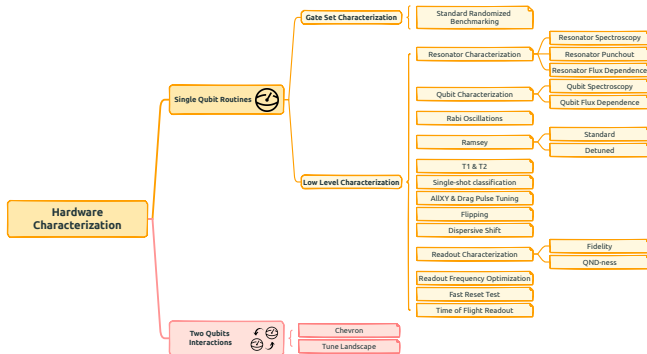 Hardware
Characterization
Single Qubit Routines
Gate Set Characterization
Standard Randomized
Benchmarking
Low Level Characterization
Resonator Characterization
Resonator Spectroscopy
Resonator Punchout
Resonator Flux Dependence
Qubit Characterization
Qubit Spectroscopy
Qubit Flux Dependence
Rabi Oscillations
Ramsey
Standard
Detuned
T1 & T2
Single-shot classification
AllXY & Drag Pulse Tuning
Flipping
Dispersive Shift
Readout Characterization
Fidelity
QND-ness
Readout Frequency Optimization
Fast Reset Test
Time of Flight Readout
Two Qubits
Interactions
Chevron
Tune Landscape